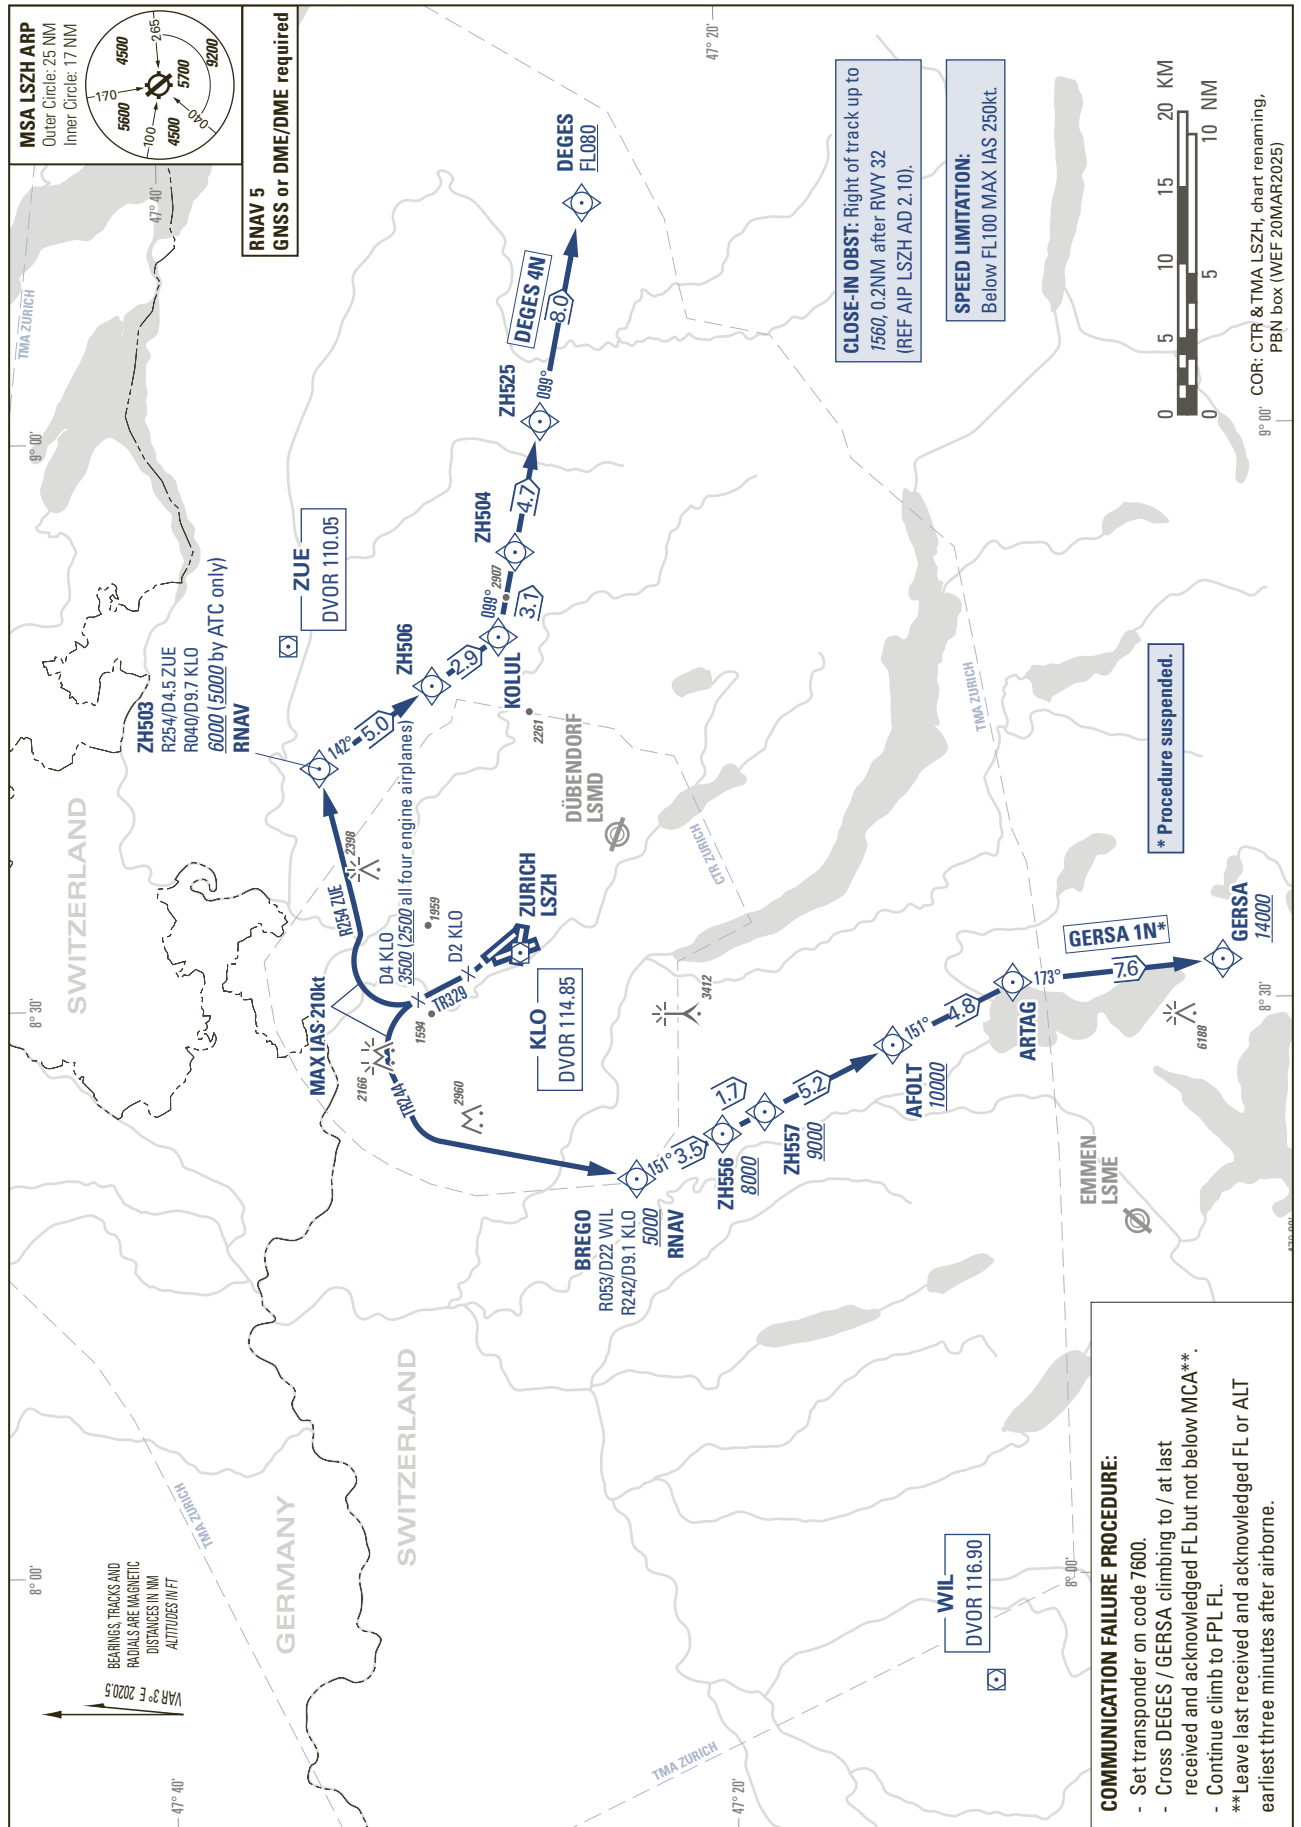 MSA LSZH ARP
Outer Circle: 25 NM
Inner Circle: 17 NM
170
265
100
040
5600
4500
4500
5700
9200
RNAV 5
GNSS or DME/DME required
BEARINGS, TRACKS AND
RADIALS ARE MAGNETIC
DISTANCES IN NM
ALTITUDES IN FT
VAR 3° E 2020.5
8° 00'
8° 30'
9° 00'
47° 40'
47° 40'
TMA ZURICH
TMA ZURICH
GERMANY
SWITZERLAND
SWITZERLAND
ZH503
R254/D4.5 ZUE
R040/D9.7 KLO
6000 (5000 by ATC only)
RNAV
ZUE
DVOR 110.05
MAX IAS 210kt
R254 ZUE
2398
142°
5.0
ZH506
2.9
KOLUL
099°
2907
3.1
ZH504
4.7
ZH525
099°
8.0
DEGES 4N
DEGES
FL080
D4 KLO
3500 (2500 all four engine airplanes)
1959
D2 KLO
TR329
1594
2166
TR244
2960
ZURICH
LSZH
KLO
DVOR 114.85
2261
DÜBENDORF
LSMD
CTR ZURICH
3412
BREGO
R053/D22 WIL
R242/D9.1 KLO
5000
RNAV
151°
3.5
ZH556
8000
1.7
ZH557
9000
5.2
AFOLT
10000
151°
4.8
ARTAG
173°
7.6
GERSA 1N*
GERSA
14000
6188
EMMEN
LSME
WIL
DVOR 116.90
TMA ZURICH
TMA ZURICH
47° 20'
47° 20'
8° 00'
8° 30'
9° 00'
CLOSE-IN OBST: Right of track up to
1560, 0.2NM after RWY 32
(REF AIP LSZH AD 2.10).
SPEED LIMITATION:
Below FL100 MAX IAS 250kt.
* Procedure suspended.
0 5 10 15 20 KM
0 5 10 NM
COMMUNICATION FAILURE PROCEDURE:
- Set transponder on code 7600.
- Cross DEGES / GERSA climbing to / at last
received and acknowledged FL but not below MCA**.
- Continue climb to FPL FL.
**Leave last received and acknowledged FL or ALT
earliest three minutes after airborne.
COR: CTR & TMA LSZH, chart renaming,
PBN box (WEF 20MAR2025)